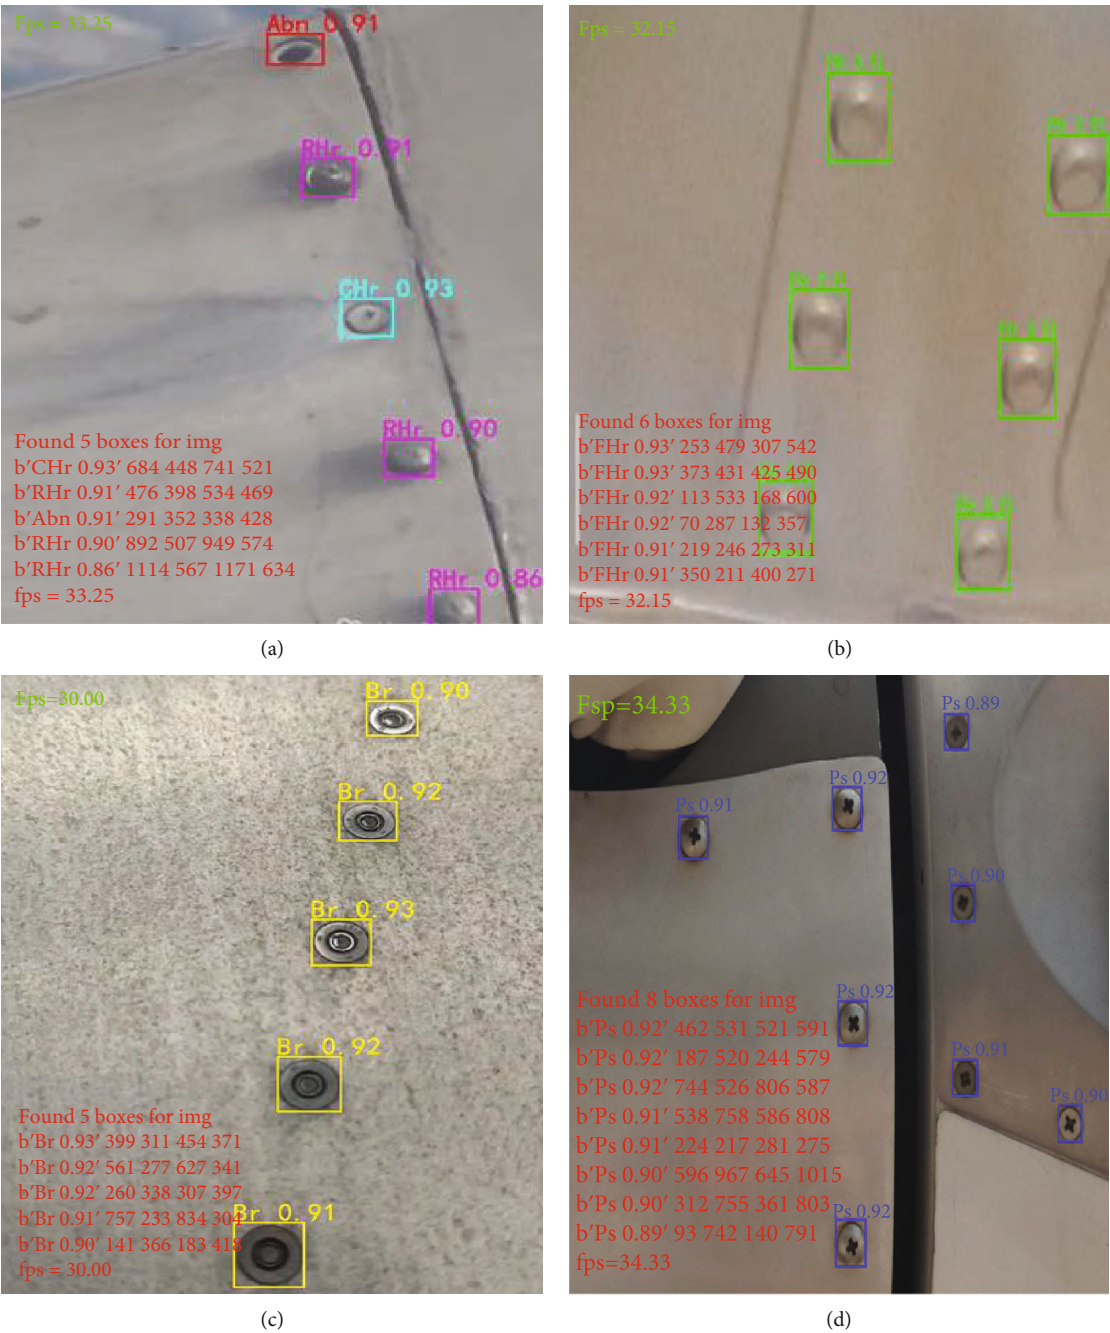 Fps = 33.25
Abn 0.91
RHr 0.91
CHr 0.93
RHr 0.90
RHr 0.86
Found 5 boxes for img
b'CHr 0.93' 684 448 741 521
b'RHr 0.91' 476 398 534 469
b'Abn 0.91' 291 352 338 428
b'RHr 0.90' 892 507 949 574
b'RHr 0.86' 1114 567 1171 634
fps = 33.25
(a)
Fps = 32.15
Found 6 boxes for img
b'FHr 0.93' 253 479 307 542
b'FHr 0.93' 373 431 425 490
b'FHr 0.92' 113 533 168 600
b'FHr 0.92' 70 287 132 357
b'FHr 0.91' 219 246 273 311
b'FHr 0.91' 350 211 400 271
fps = 32.15
(b)
Fps=30.00
Br 0.90
Br 0.92
Br 0.93
Br 0.92
Br 0.91
Found 5 boxes for img
b'Br 0.93' 399 311 454 371
b'Br 0.92' 561 277 627 341
b'Br 0.92' 260 338 307 397
b'Br 0.91' 757 233 834 304
b'Br 0.90' 141 366 183 418
fps = 30.00
(c)
Fsp=34.33
Ps 0.89
Ps 0.92
Ps 0.91
Ps 0.90
Ps 0.92
Ps 0.91
Ps 0.90
Ps 0.92
Found 8 boxes for img
b'Ps 0.92' 462 531 521 591
b'Ps 0.92' 187 520 244 579
b'Ps 0.92' 744 526 806 587
b'Ps 0.91' 538 758 586 808
b'Ps 0.91' 224 217 281 275
b'Ps 0.90' 596 967 645 1015
b'Ps 0.90' 312 755 361 803
b'Ps 0.89' 93 742 140 791
fps=34.33
(d)